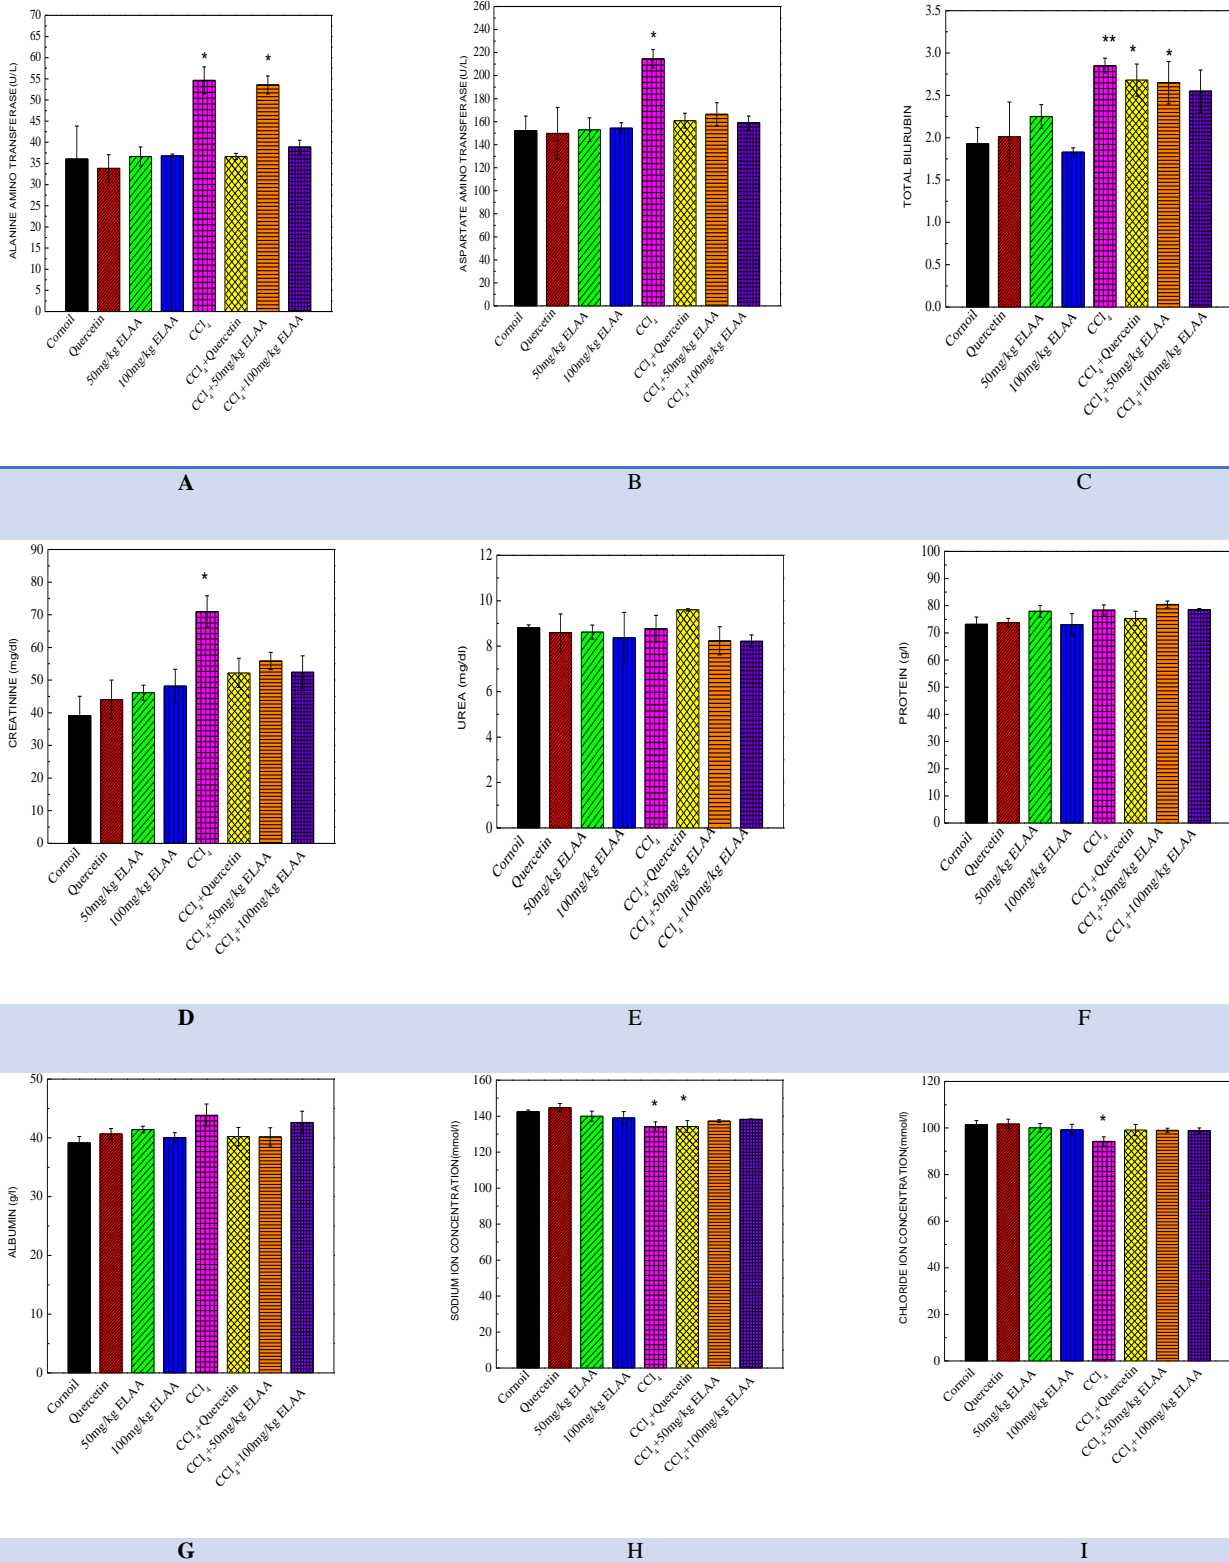 70
65
60
55
50
45
40
35
30
25
20
15
10
5
0
ALANINE AMINO TRANSFERASE(U/L)
*
*
Cornoil
Quercetin
50mg/kg ELAA
100mg/kg ELAA
CCl4
CCl4+Quercetin
CCl4+50mg/kg ELAA
CCl4+100mg/kg ELAA
260
240
220
200
180
160
140
120
100
80
60
40
20
0
ASPARTATE AMINO TRANSFERASE(U/L)
*
Cornoil
Quercetin
50mg/kg ELAA
100mg/kg ELAA
CCl4
CCl4+Quercetin
CCl4+50mg/kg ELAA
CCl4+100mg/kg ELAA
3.5
3.0
2.5
2.0
1.5
1.0
0.5
0.0
TOTAL BILIRUBIN
**
*
*
Cornoil
Quercetin
50mg/kg ELAA
100mg/kg ELAA
CCl4
CCl4+Quercetin
CCl4+50mg/kg ELAA
CCl4+100mg/kg ELAA
A B C
90
80
70
60
50
40
30
20
10
0
CREATININE (mg/dl)
*
Cornoil
Quercetin
50mg/kg ELAA
100mg/kg ELAA
CCl4
CCl4+Quercetin
CCl4+50mg/kg ELAA
CCl4+100mg/kg ELAA
12
10
8
6
4
2
0
UREA (mg/dl)
Cornoil
Quercetin
50mg/kg ELAA
100mg/kg ELAA
CCl4
CCl4+Quercetin
CCl4+50mg/kg ELAA
CCl4+100mg/kg ELAA
100
90
80
70
60
50
40
30
20
10
0
PROTEIN (g/l)
Cornoil
Quercetin
50mg/kg ELAA
100mg/kg ELAA
CCl4
CCl4+Quercetin
CCl4+50mg/kg ELAA
CCl4+100mg/kg ELAA
D E F
50
40
30
20
10
0
ALBUMIN (g/l)
Cornoil
Quercetin
50mg/kg ELAA
100mg/kg ELAA
CCl4
CCl4+Quercetin
CCl4+50mg/kg ELAA
CCl4+100mg/kg ELAA
160
140
120
100
80
60
40
20
0
SODIUM ION CONCENTRATION(mmol/l)
*
*
Cornoil
Quercetin
50mg/kg ELAA
100mg/kg ELAA
CCl4
CCl4+Quercetin
CCl4+50mg/kg ELAA
CCl4+100mg/kg ELAA
120
100
80
60
40
20
0
CHLORIDE ION CONCENTRATION(mmol/l)
*
Cornoil
Quercetin
50mg/kg ELAA
100mg/kg ELAA
CCl4
CCl4+Quercetin
CCl4+50mg/kg ELAA
CCl4+100mg/kg ELAA
G H I